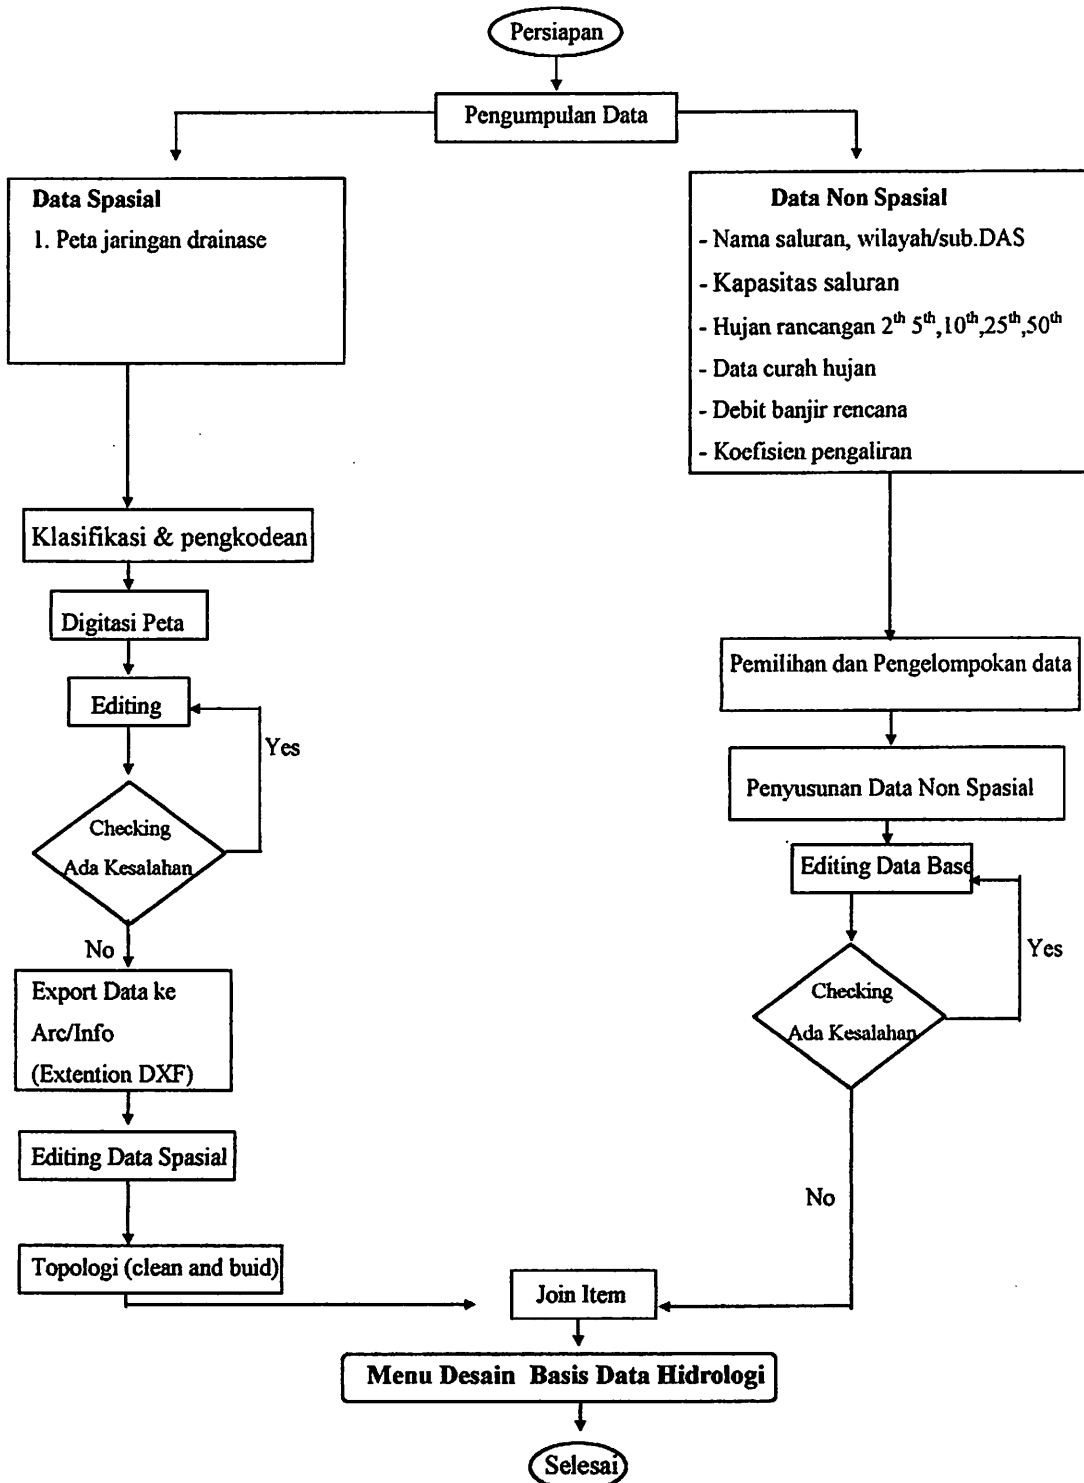 Persiapan
Pengumpulan Data
Data Spasial
1. Peta jaringan drainase
Data Non Spasial
- Nama saluran, wilayah/sub.DAS
- Kapasitas saluran
- Hujan rancangan 2th 5th,10th,25th,50th
- Data curah hujan
- Debit banjir rencana
- Koefisien pengaliran
Klasifikasi & pengkodean
Digitasi Peta
Editing
Yes
Checking
Ada Kesalahan
No
Export Data ke
Arc/Info
(Extention DXF)
Editing Data Spasial
Topologi (clean and buid)
Pemilihan dan Pengelompokan data
Penyusunan Data Non Spasial
Editing Data Base
Yes
Checking
Ada Kesalahan
No
Join Item
Menu Desain Basis Data Hidrologi
Selesai